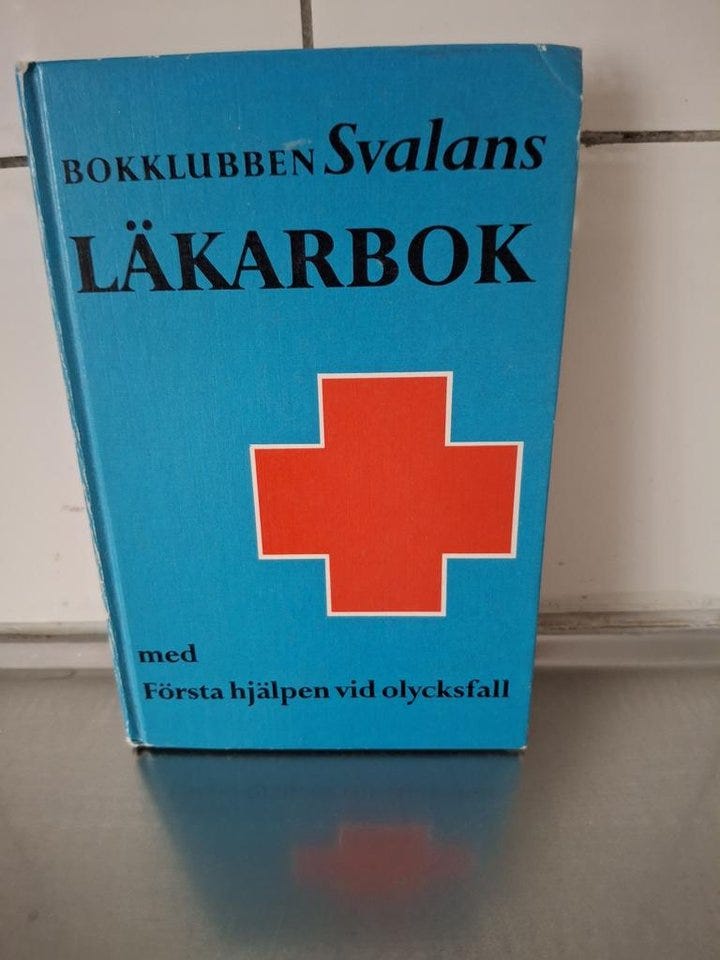 BOKKLUBBEN Svalans
LÄKARBOK
med
Första hjälpen vid olycksfall